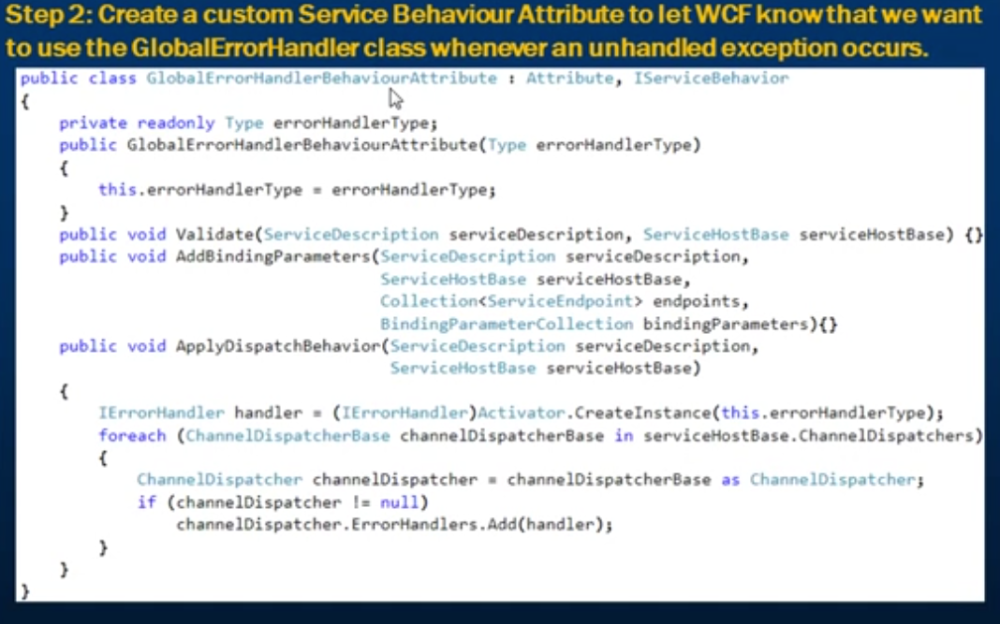 Step 2: Create a custom Service Behaviour Attribute to let WCF know that we want
to use the GlobalErrorHandler class whenever an unhandled exception occurs.
public class GlobalErrorHandlerBehaviourAttribute : Attribute, IServiceBehavior
{
    private readonly Type errorHandlerType;
    public GlobalErrorHandlerBehaviourAttribute(Type errorHandlerType)
    {
        this.errorHandlerType = errorHandlerType;
    }
    public void Validate(ServiceDescription serviceDescription, ServiceHostBase serviceHostBase) {}
    public void AddBindingParameters(ServiceDescription serviceDescription,
                                     ServiceHostBase serviceHostBase,
                                     Collection<ServiceEndpoint> endpoints,
                                     BindingParameterCollection bindingParameters){}
    public void ApplyDispatchBehavior(ServiceDescription serviceDescription,
                                      ServiceHostBase serviceHostBase)
    {
        IErrorHandler handler = (IErrorHandler)Activator.CreateInstance(this.errorHandlerType);
        foreach (ChannelDispatcherBase channelDispatcherBase in serviceHostBase.ChannelDispatchers)
        {
            ChannelDispatcher channelDispatcher = channelDispatcherBase as ChannelDispatcher;
            if (channelDispatcher != null)
                channelDispatcher.ErrorHandlers.Add(handler);
        }
    }
}